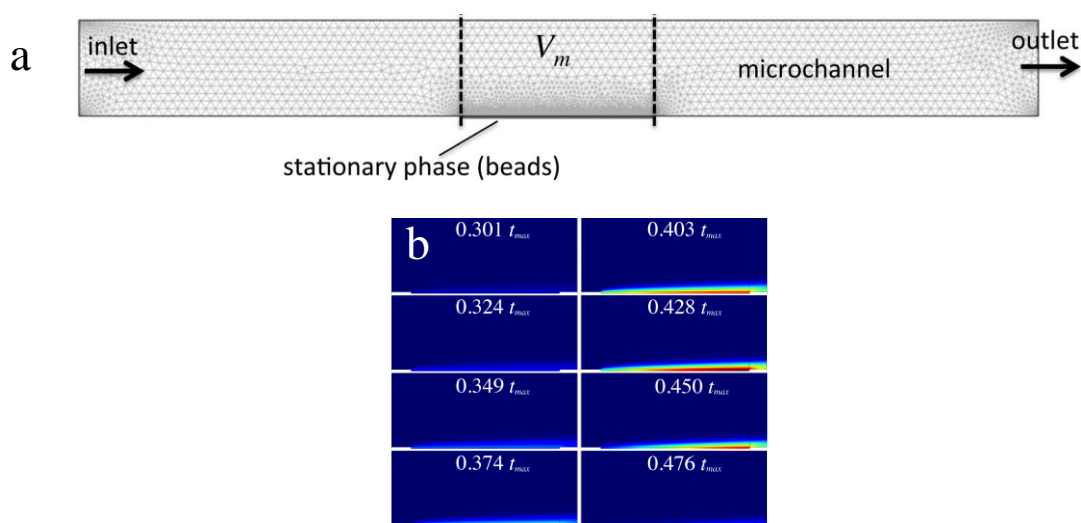 a
inlet
V_m
microchannel
outlet
stationary phase (beads)
b
0.301 t_max
0.403 t_max
0.324 t_max
0.428 t_max
0.349 t_max
0.450 t_max
0.374 t_max
0.476 t_max